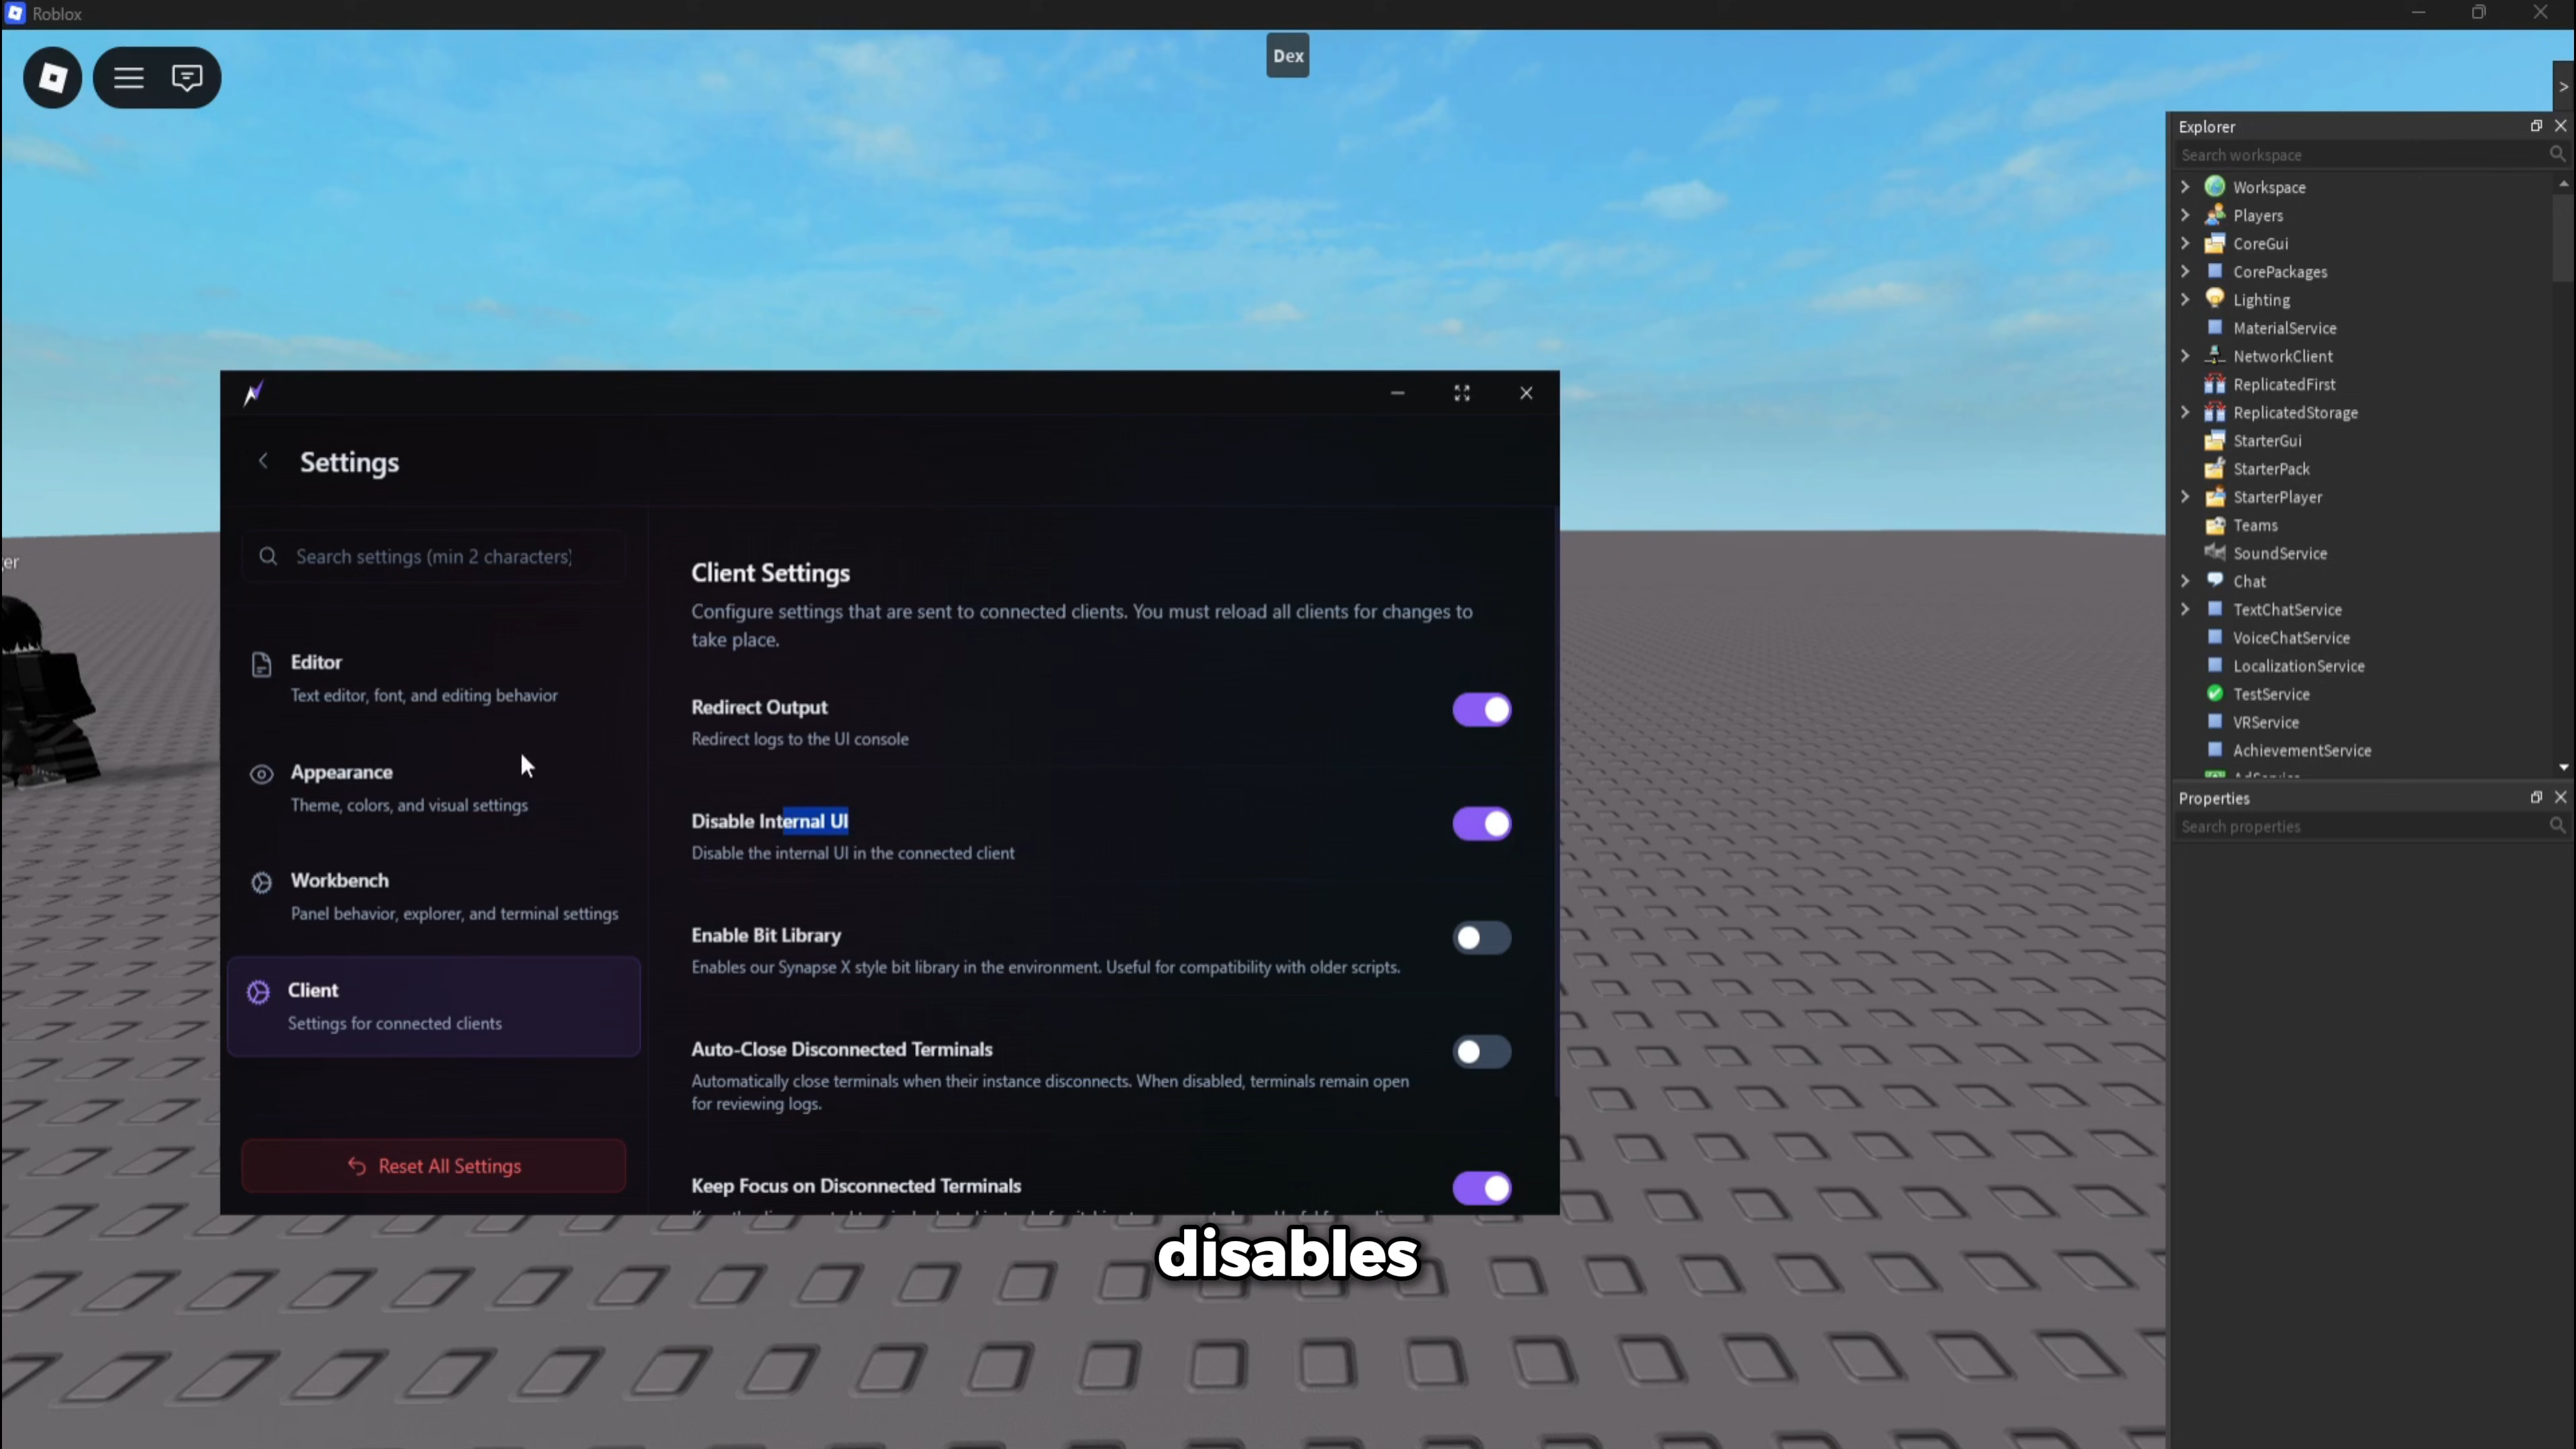 Roblox
Dex
>
Explorer
Search workspace
Workspace
Players
CoreGui
CorePackages
Lighting
MaterialService
NetworkClient
ReplicatedFirst
ReplicatedStorage
StarterGui
StarterPack
StarterPlayer
Teams
SoundService
Chat
TextChatService
VoiceChatService
LocalizationService
TestService
VRService
AchievementService
Properties
Search properties
er
Settings
Search settings (min 2 characters)
Editor
Text editor, font, and editing behavior
Appearance
Theme, colors, and visual settings
Workbench
Panel behavior, explorer, and terminal settings
Client
Settings for connected clients
Reset All Settings
Client Settings
Configure settings that are sent to connected clients. You must reload all clients for changes to
take place.
Redirect Output
Redirect logs to the UI console
Disable Internal UI
Disable the internal UI in the connected client
Enable Bit Library
Enables our Synapse X style bit library in the environment. Useful for compatibility with older scripts.
Auto-Close Disconnected Terminals
Automatically close terminals when their instance disconnects. When disabled, terminals remain open
for reviewing logs.
Keep Focus on Disconnected Terminals
disables